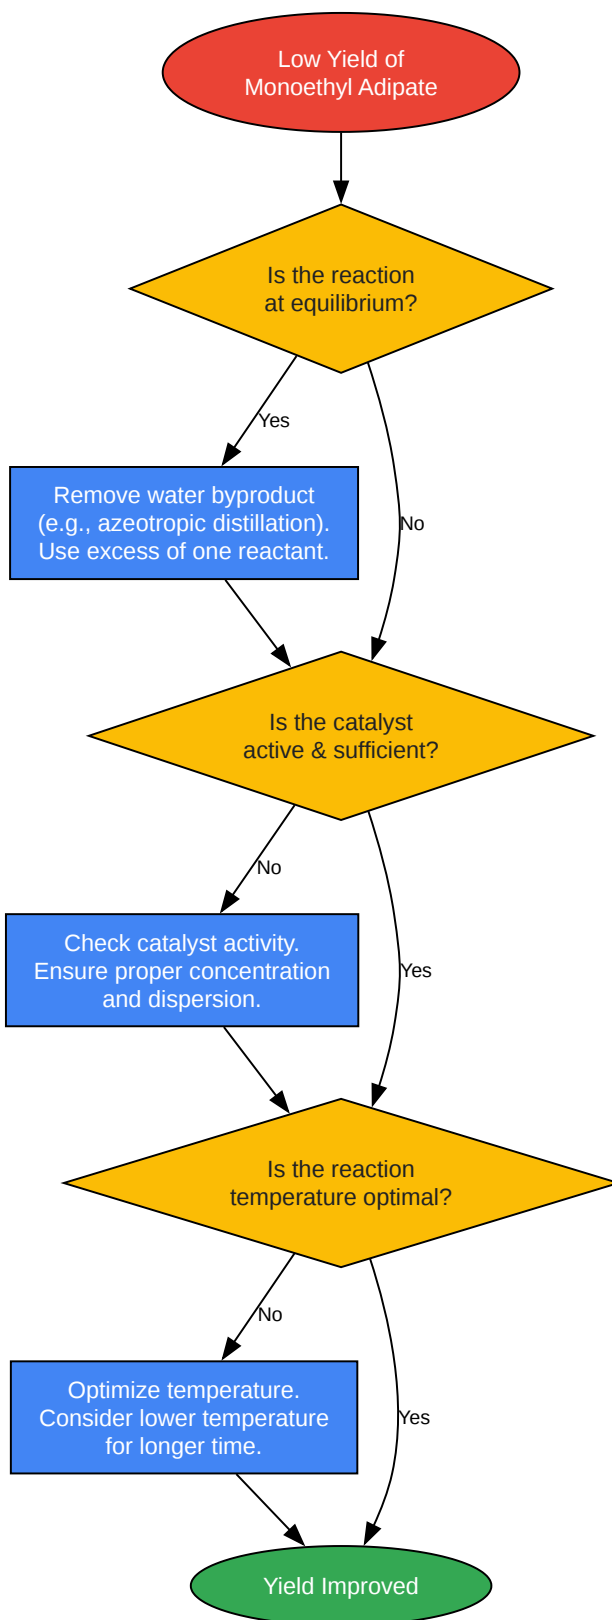 Low Yield of
Monoethyl Adipate
Is the reaction
at equilibrium?
Yes
Remove water byproduct
(e.g., azeotropic distillation).
Use excess of one reactant.
No
Is the catalyst
active & sufficient?
No
Check catalyst activity.
Ensure proper concentration
and dispersion.
Yes
Is the reaction
temperature optimal?
No
Optimize temperature.
Consider lower temperature
for longer time.
Yes
Yield Improved